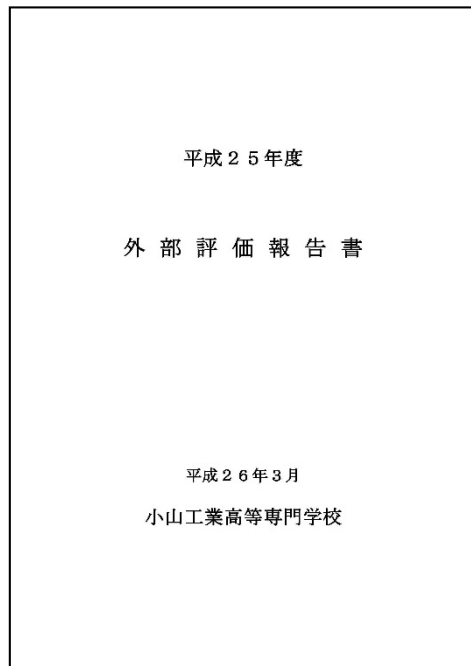 平成２５年度
外部評価報告書
平成２６年３月
小山工業高等専門学校